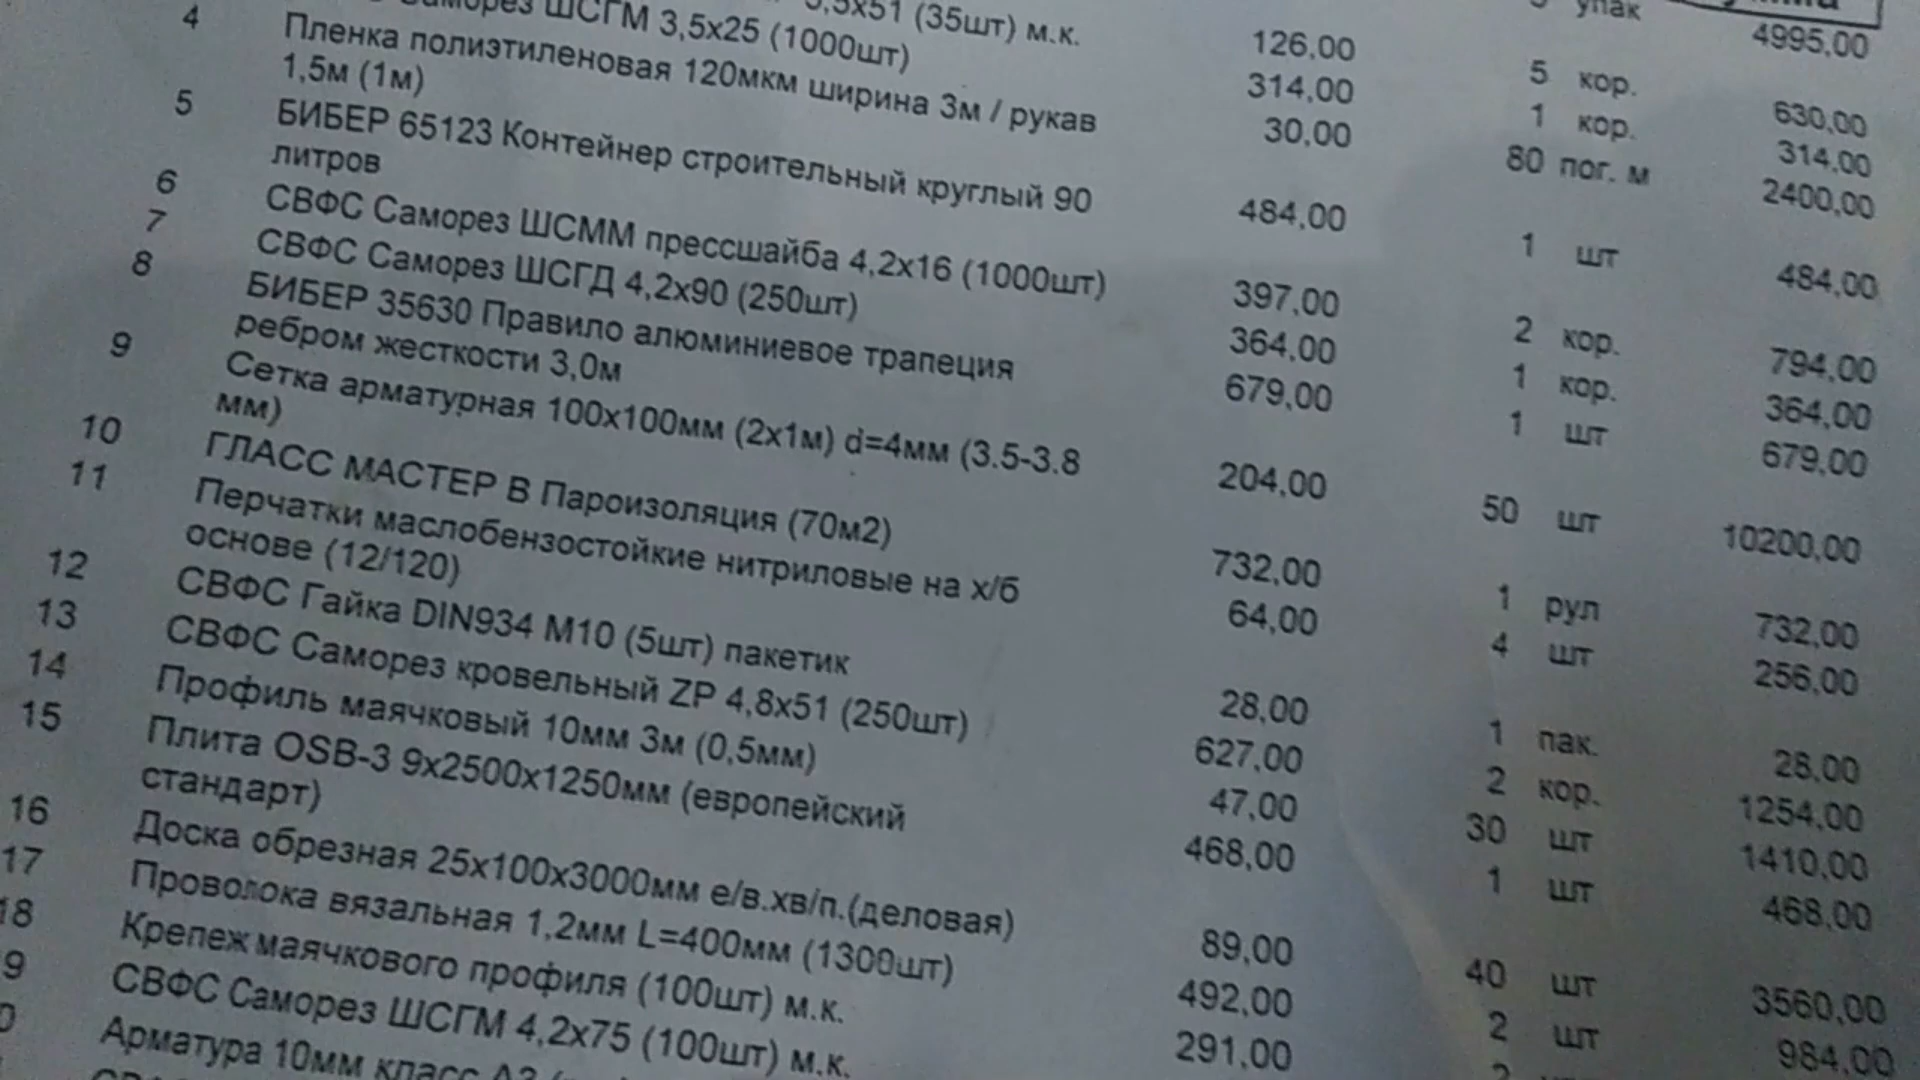 5 упак 4995,00
5,5x51 (35шт) м.к. 126,00 5 кор. 630,00
Саморез ШСГМ 3,5x25 (1000шт) 314,00 1 кор. 314,00
4 Пленка полиэтиленовая 120мкм ширина 3м / рукав 30,00 80 пог. м 2400,00
1,5м (1м)
5 БИБЕР 65123 Контейнер строительный круглый 90 484,00 1 шт 484,00
литров
6 СВФС Саморез ШСММ прессшайба 4,2x16 (1000шт) 397,00 2 кор. 794,00
7 СВФС Саморез ШСГД 4,2x90 (250шт) 364,00 1 кор. 364,00
8 БИБЕР 35630 Правило алюминиевое трапеция 679,00 1 шт 679,00
ребром жесткости 3,0м
9 Сетка арматурная 100x100мм (2x1м) d=4мм (3.5-3.8 204,00 50 шт 10200,00
мм)
10 ГЛАСС МАСТЕР В Пароизоляция (70м2) 732,00 1 рул 732,00
11 Перчатки маслобензостойкие нитриловые на х/б 64,00 4 шт 256,00
основе (12/120)
12 СВФС Гайка DIN934 М10 (5шт) пакетик 28,00 1 пак. 28,00
13 СВФС Саморез кровельный ZP 4,8x51 (250шт) 627,00 2 кор. 1254,00
14 Профиль маячковый 10мм 3м (0,5мм) 47,00 30 шт 1410,00
15 Плита OSB-3 9x2500x1250мм (европейский 468,00 1 шт 468,00
стандарт)
16 Доска обрезная 25x100x3000мм е/в.хв/п.(деловая) 89,00 40 шт 3560,00
17 Проволока вязальная 1,2мм L=400мм (1300шт) 492,00 2 шт 984,00
18 Крепеж маячкового профиля (100шт) м.к. 291,00
9 СВФС Саморез ШСГМ 4,2x75 (100шт) м.к.
0 Арматура 10мм класс А3